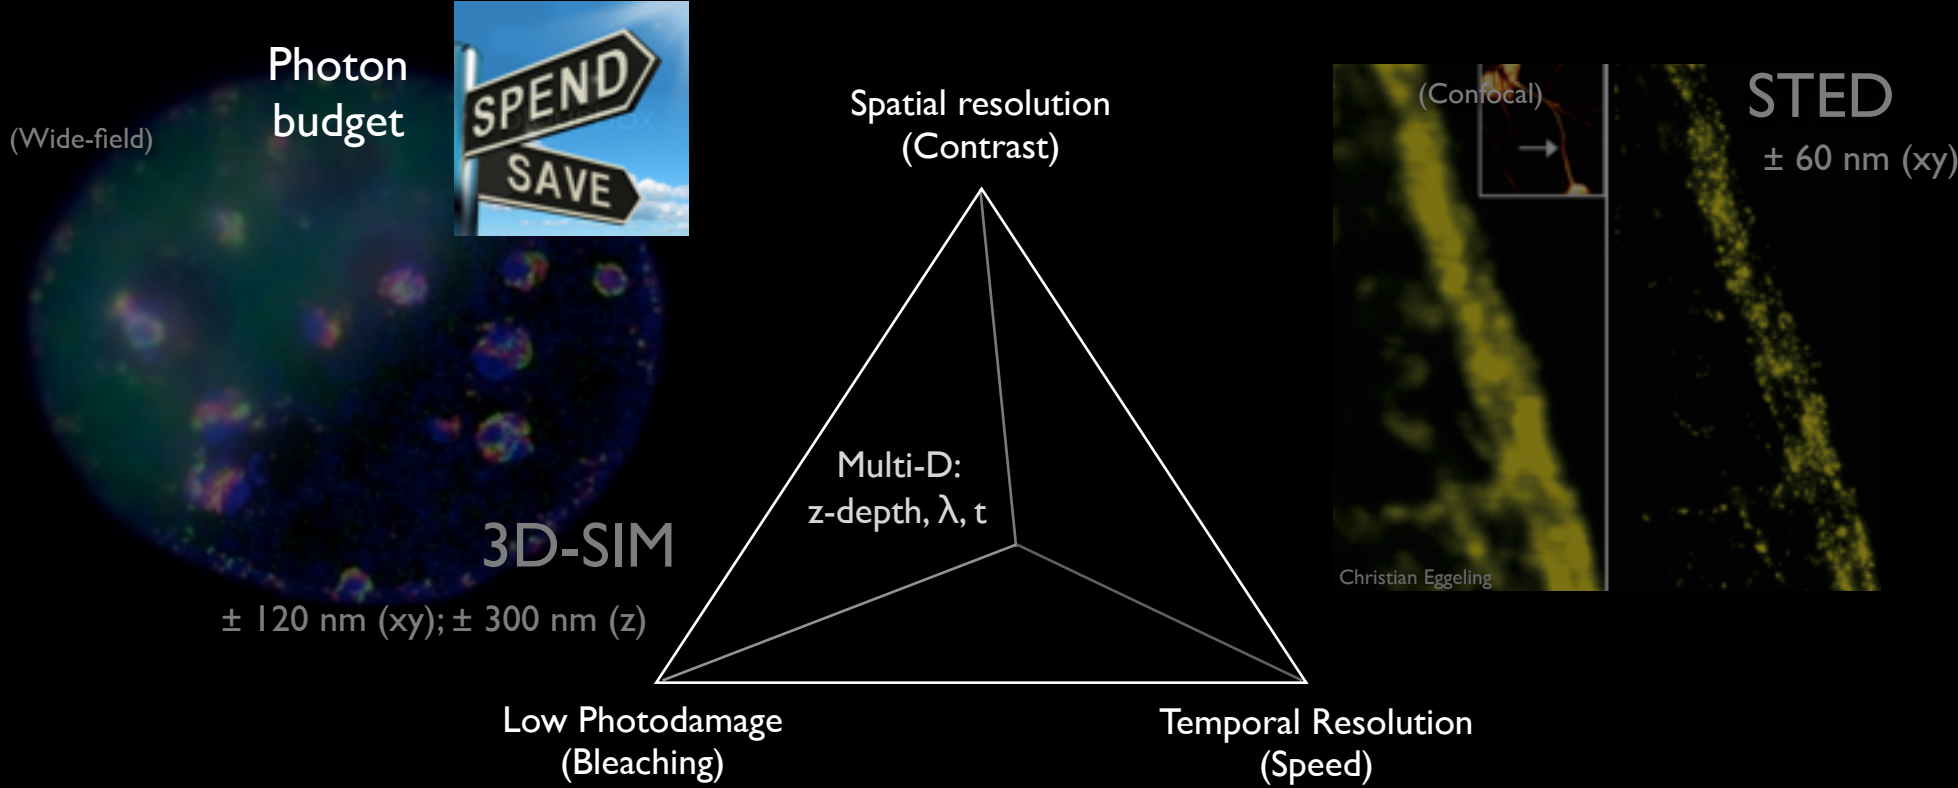 Photon
budget
(Wide-field)
SPEND
SAVE
Spatial resolution
(Contrast)
(Confocal)
STED
± 60 nm (xy)
Multi-D:
z-depth, λ, t
3D-SIM
± 120 nm (xy); ± 300 nm (z)
Christian Eggeling
Low Photodamage
(Bleaching)
Temporal Resolution
(Speed)